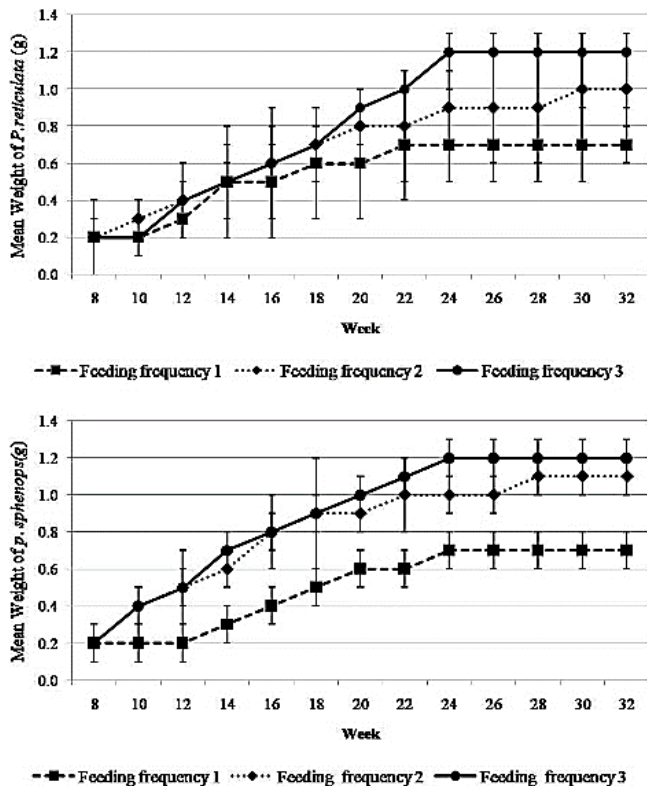 1.4
1.2
1.0
0.8
0.6
0.4
0.2
0.0
Mean Weight of P.reticulata (g)
8 10 12 14 16 18 20 22 24 26 28 30 32
Week
Feeding frequency 1 Feeding frequency 2 Feeding frequency 3
1.4
1.2
1.0
0.8
0.6
0.4
0.2
0.0
Mean Weight of p. sphenops(g)
8 10 12 14 16 18 20 22 24 26 28 30 32
Week
Feeding frequency 1 Feeding frequency 2 Feeding frequency 3